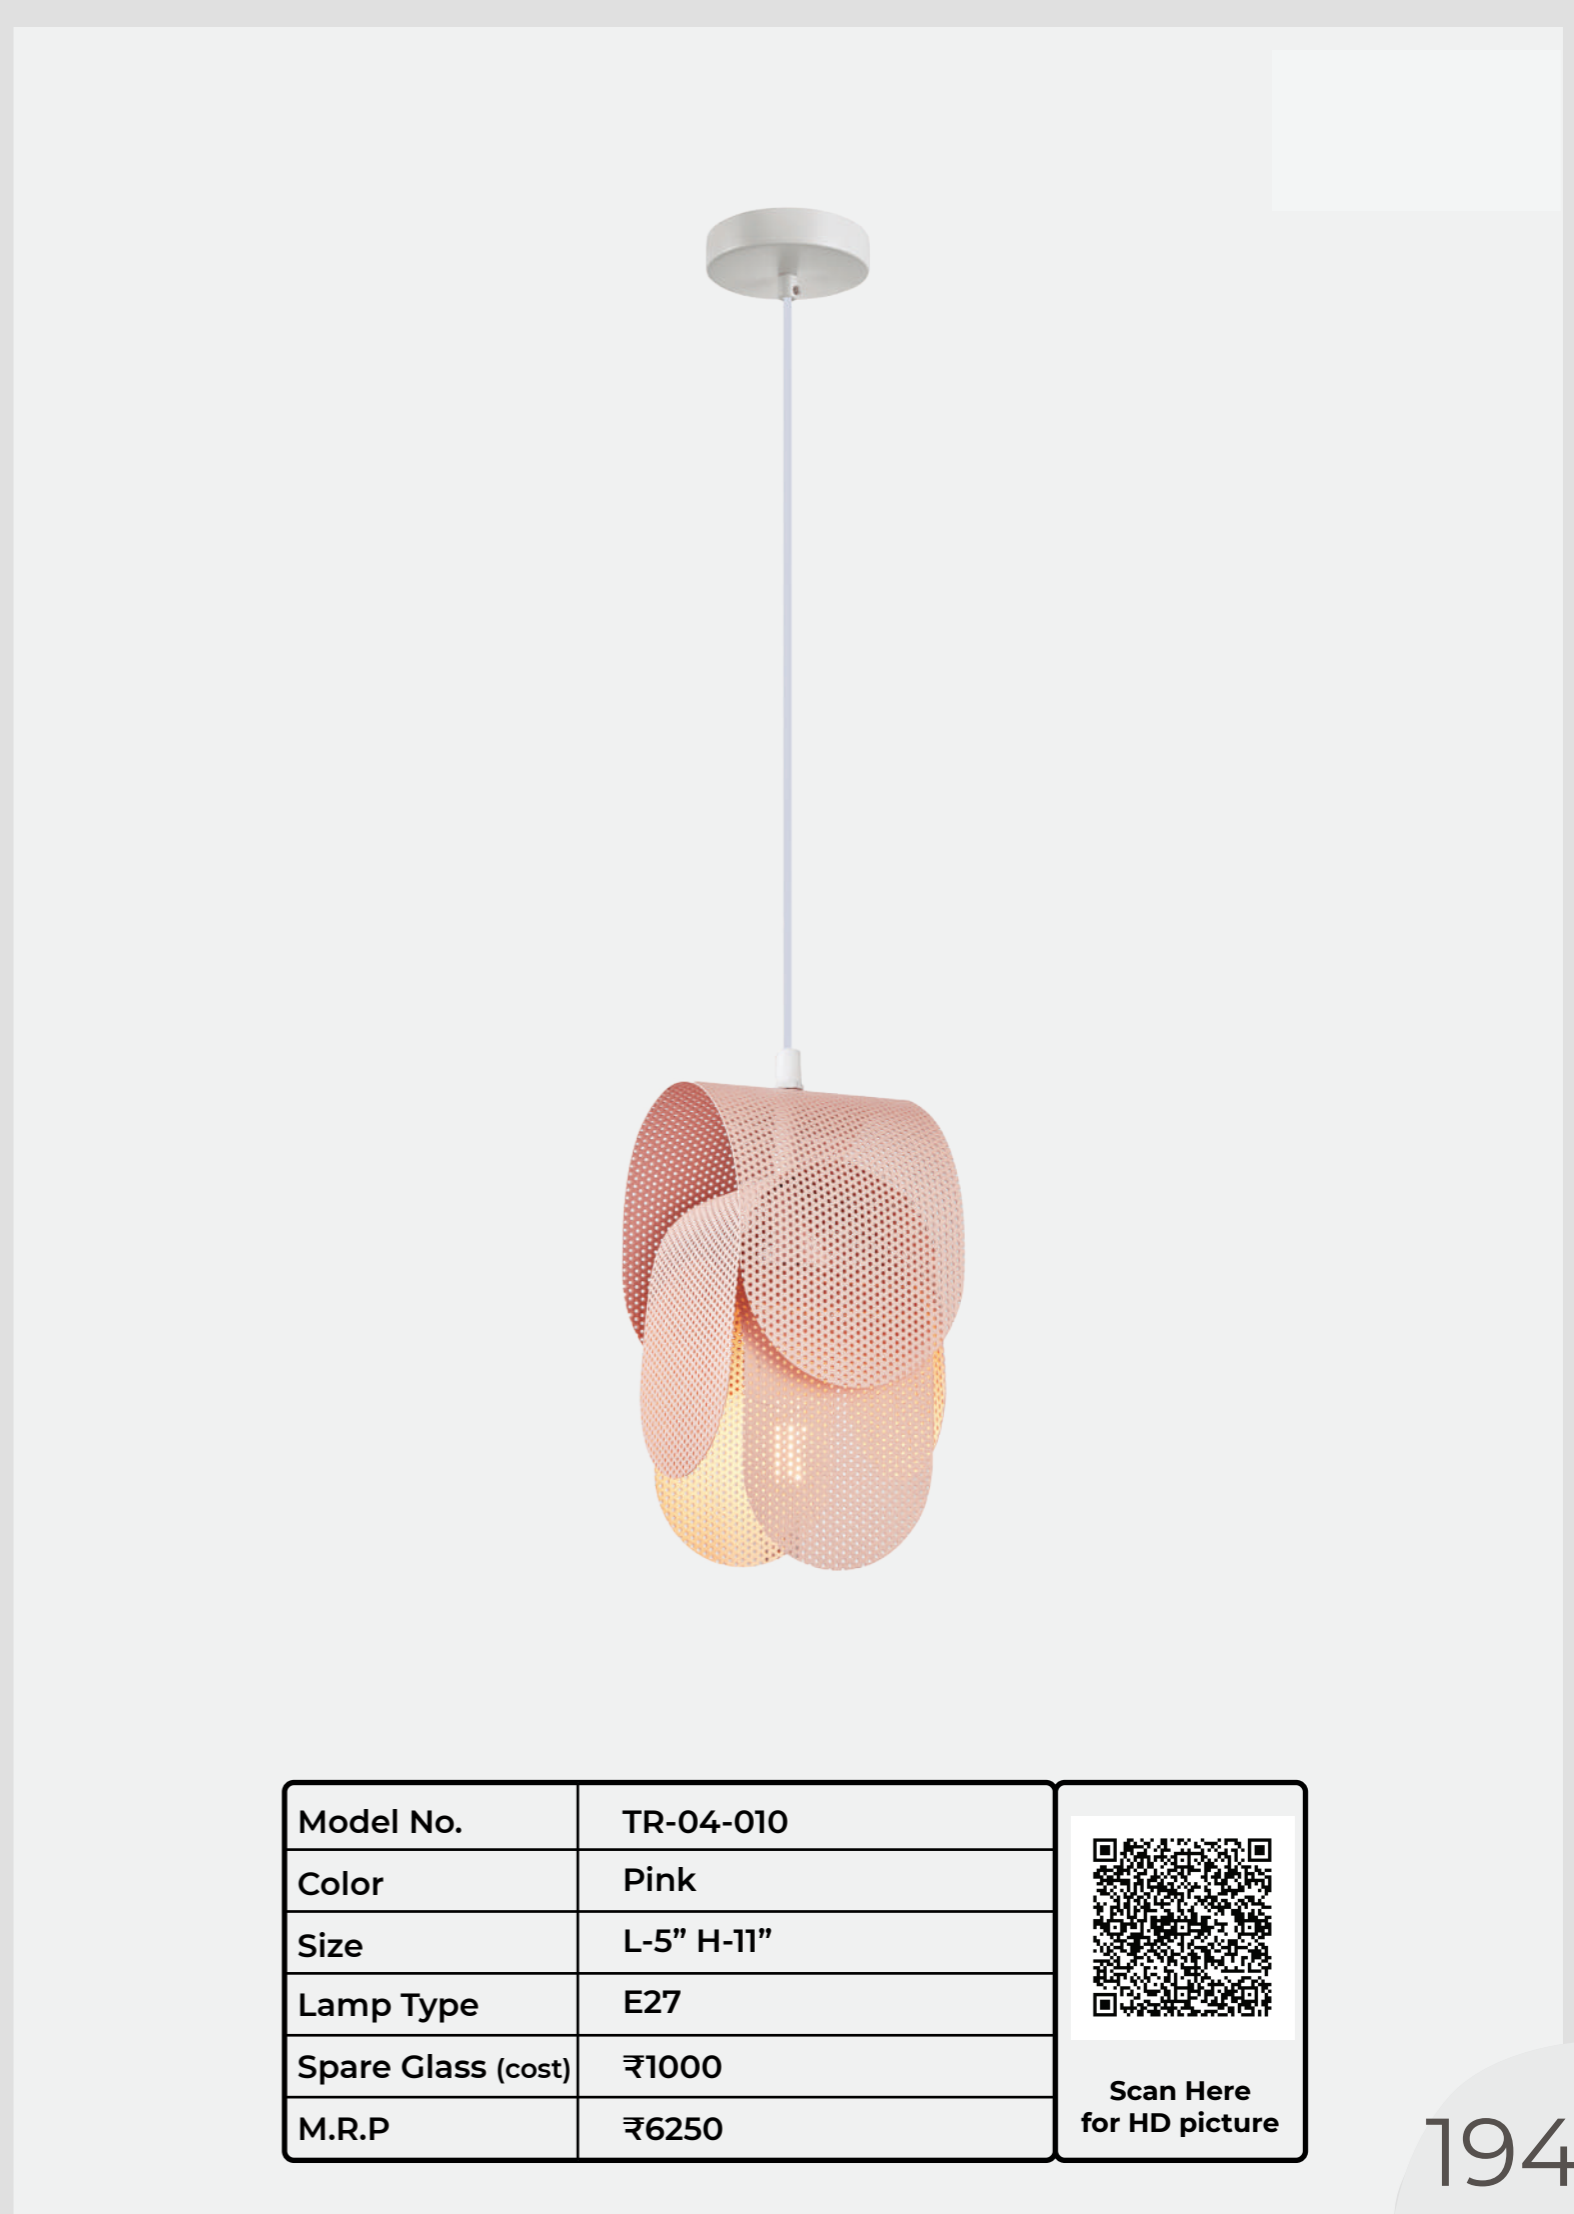 Model No. TR-04-010
Color Pink
Size L-5” H-11”
Lamp Type E27
Spare Glass (cost) ₹1000
M.R.P ₹6250
Scan Here
for HD picture
194